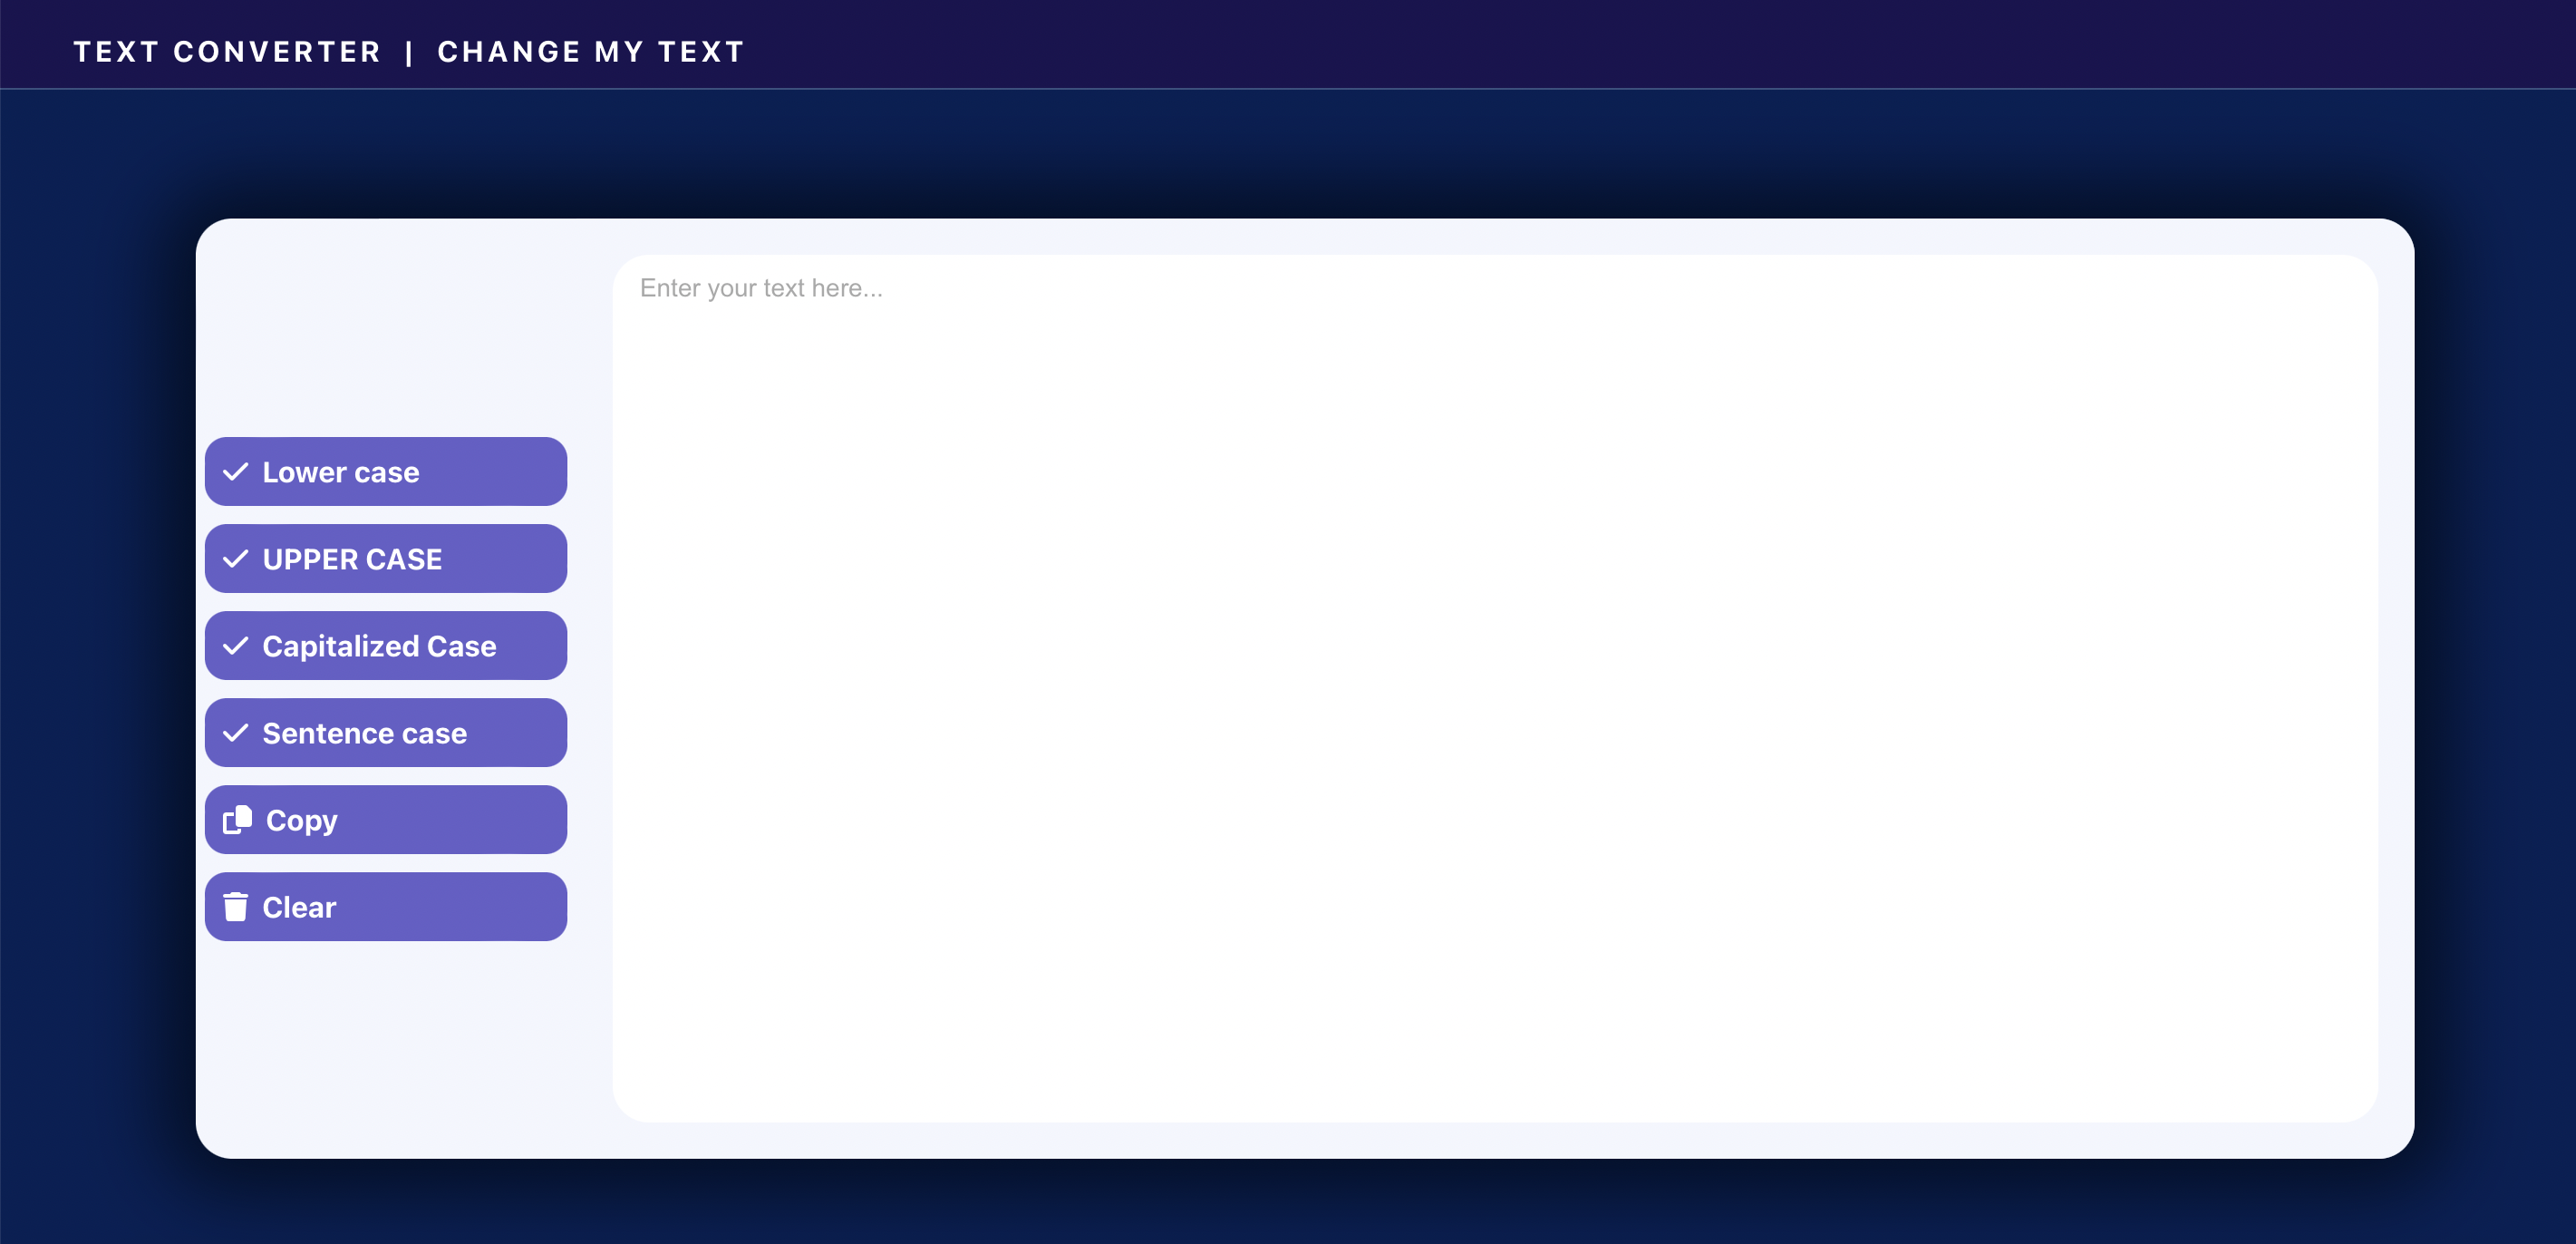 TEXT CONVERTER | CHANGE MY TEXT
Enter your text here...
Lower case
UPPER CASE
Capitalized Case
Sentence case
Copy
Clear